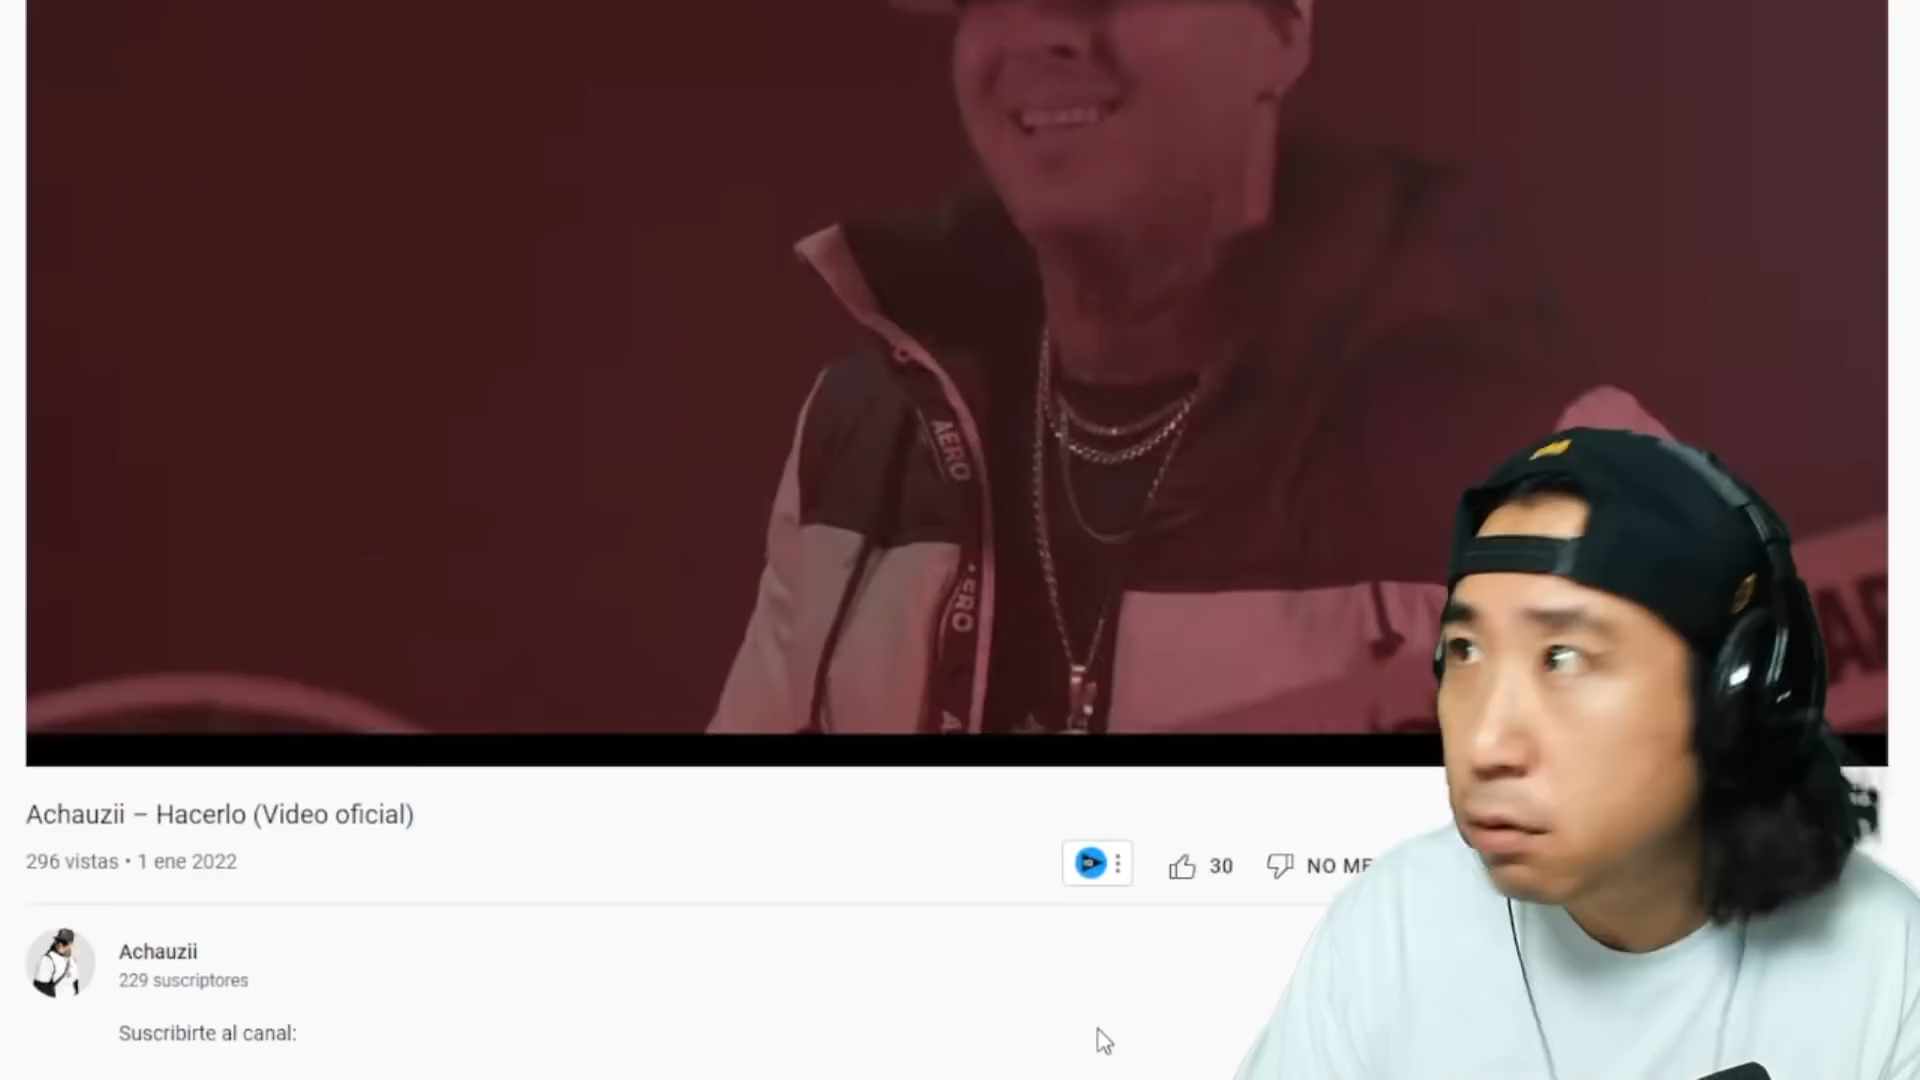 AERO
AERO
Achauzii – Hacerlo (Video oficial)
296 vistas • 1 ene 2022
30
NO ME
Achauzii
229 suscriptores
Suscribirte al canal: